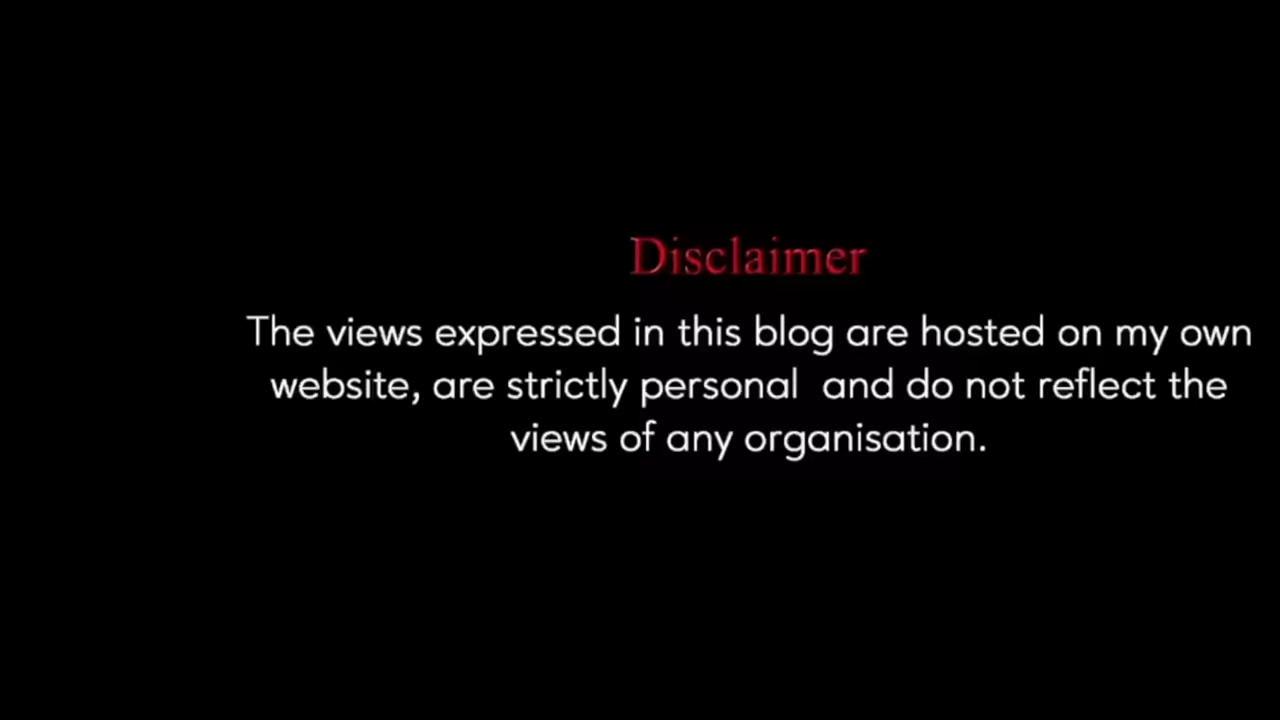 Disclaimer
The views expressed in this blog are hosted on my own
website, are strictly personal  and do not reflect the
views of any organisation.